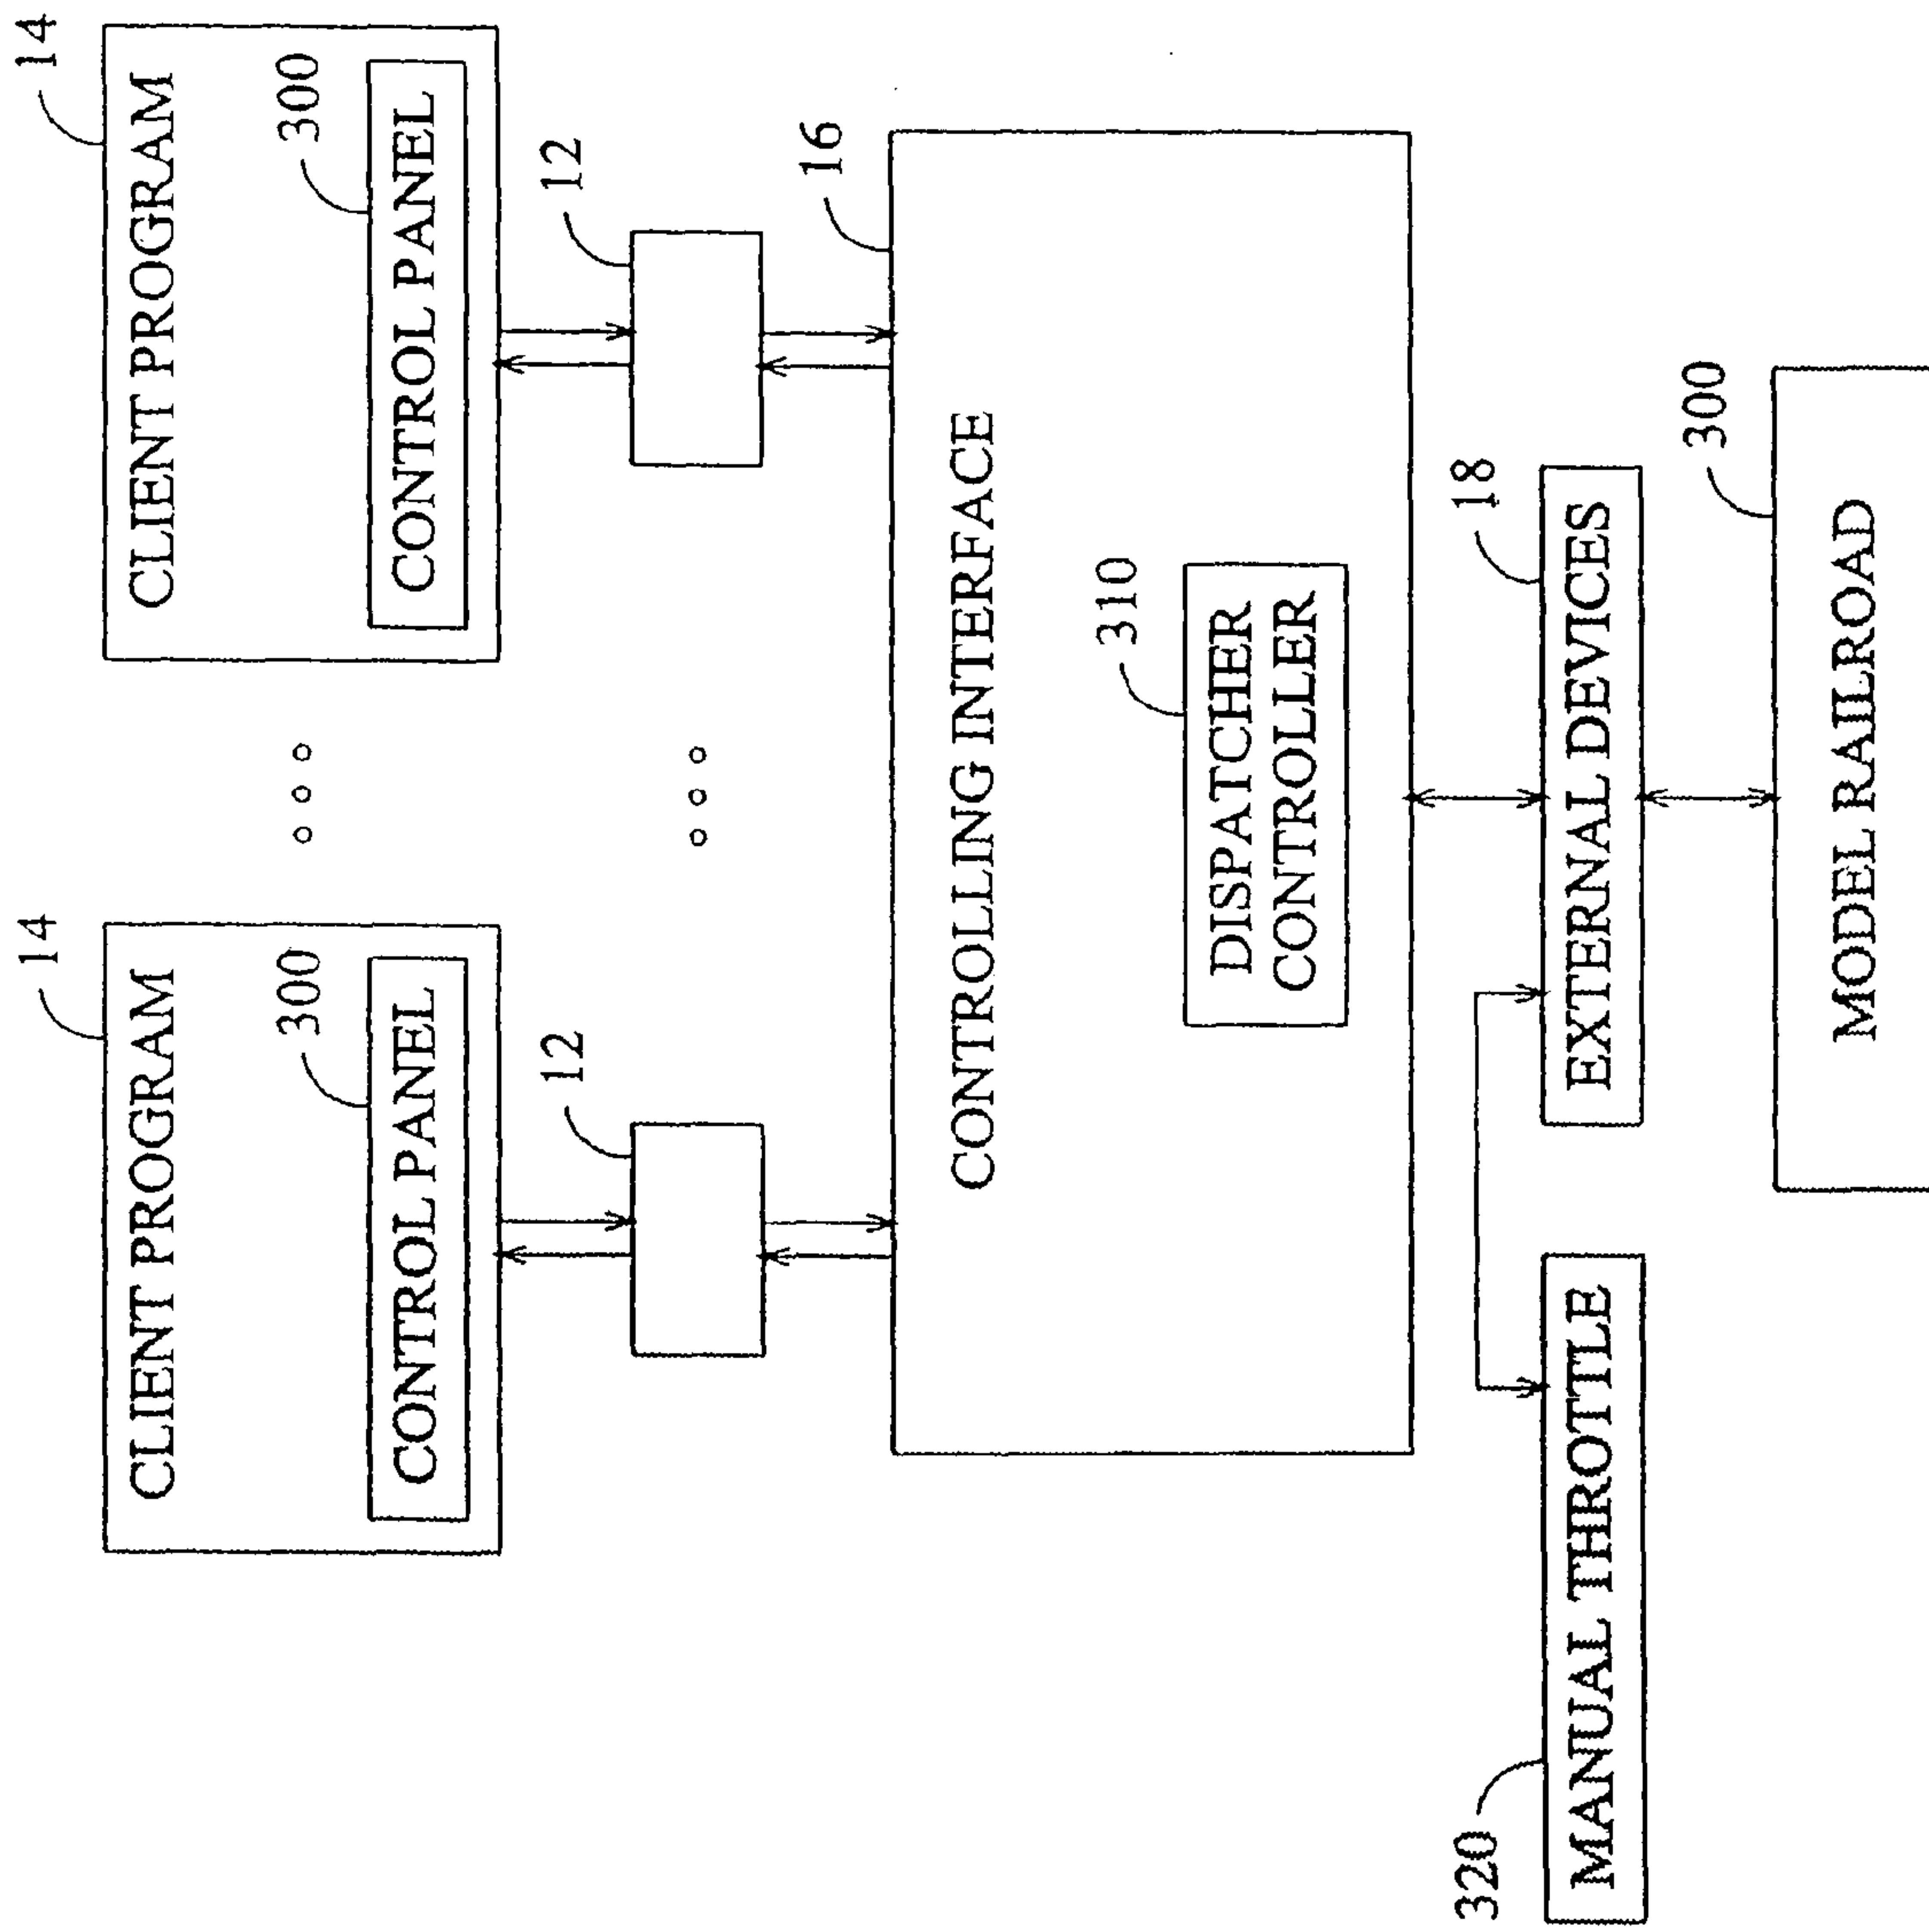 14
14
CLIENT PROGRAM
CLIENT PROGRAM
300
300
CONTROL PANEL
CONTROL PANEL
12
12
16
CONTROLLING INTERFACE
310
DISPATCHER
CONTROLLER
320
18
MANUAL THROTTLE
EXTERNAL DEVICES
300
MODEL RAILROAD